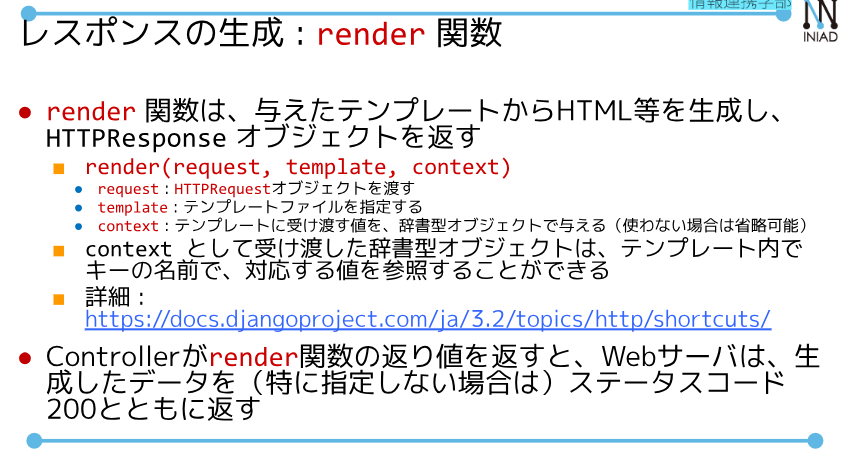 情報連携学部
INIAD
レスポンスの生成：render 関数
● render 関数は、与えたテンプレートからHTML等を生成し、
HTTPResponse オブジェクトを返す
■ render(request, template, context)
● request：HTTPRequestオブジェクトを渡す
● template：テンプレートファイルを指定する
● context：テンプレートに受け渡す値を、辞書型オブジェクトで与える（使わない場合は省略可能）
■ context として受け渡した辞書型オブジェクトは、テンプレート内で
キーの名前で、対応する値を参照することができる
■ 詳細：
https://docs.djangoproject.com/ja/3.2/topics/http/shortcuts/
● Controllerがrender関数の返り値を返すと、Webサーバは、生
成したデータを（特に指定しない場合は）ステータスコード
200とともに返す